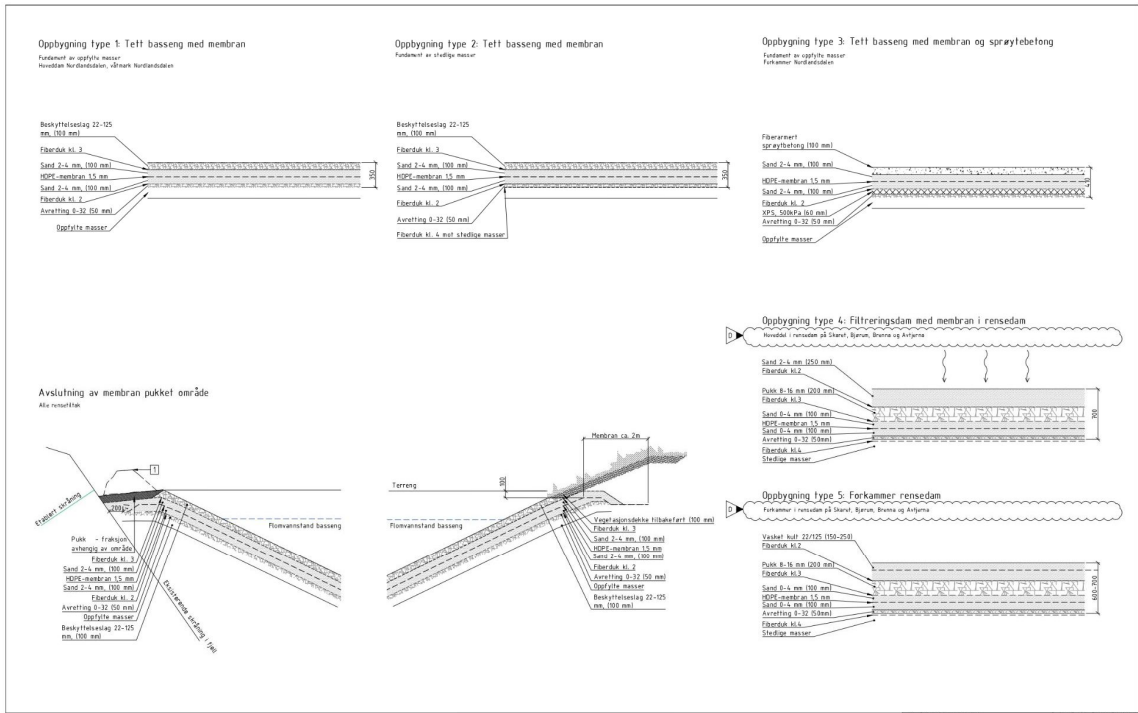 Oppbygning type 1: Tett basseng med membran
Fundament av oppfylte masser
Hoveddam Nordlandsdalen, våtmark Nordlandsdalen
Beskyttelseslag 22-125
mm, (100 mm)
Fiberduk kl. 3
Sand 2-4 mm, (100 mm)
HDPE-membran 1,5 mm
Sand 2-4 mm, (100 mm)
Fiberduk kl. 2
Avretting 0-32 (50 mm)
Oppfylte masser
350
Oppbygning type 2: Tett basseng med membran
Fundament av stedlige masser
Beskyttelseslag 22-125
mm, (100 mm)
Fiberduk kl. 3
Sand 2-4 mm, (100 mm)
HDPE-membran 1,5 mm
Sand 2-4 mm, (100 mm)
Fiberduk kl. 2
Avretting 0-32 (50 mm)
Fiberduk kl. 4 mot stedlige masser
350
Oppbygning type 3: Tett basseng med membran og sprøytebetong
Fundament av oppfylte masser
Forkammer Nordlandsdalen
Fiberarmert
sprøytebetong (100 mm)
Sand 2-4 mm, (100 mm)
HDPE-membran 1,5 mm
Sand 2-4 mm, (100 mm)
Fiberduk kl. 2
XPS, 500kPa (60 mm)
Avretting 0-32 (50 mm)
Oppfylte masser
410
Oppbygning type 4: Filtreringsdam med membran i rensedam
D
Hoveddel i rensedam på Skaret, Bjørum, Brenna og Avtjerna
Sand 2-4 mm (250 mm)
Fiberduk kl.2
Pukk 8-16 mm (200 mm)
Fiberduk kl.3
Sand 0-4 mm (100 mm)
HDPE-membran 1,5 mm
Sand 0-4 mm (100 mm)
Avretting 0-32 (50mm)
Fiberduk kl.4
Stedlige masser
700
Oppbygning type 5: Forkammer rensedam
D
Forkammer i rensedam på Skaret, Bjørum, Brenna og Avtjerna
Vasket kult 22/125 (150-250)
Fiberduk kl.2
Pukk 8-16 mm (200 mm)
Fiberduk kl.3
Sand 0-4 mm (100 mm)
HDPE-membran 1,5 mm
Sand 0-4 mm (100 mm)
Avretting 0-32 (50mm)
Fiberduk kl.4
Stedlige masser
600-700
Avslutning av membran pukket område
Alle rensetiltak
1
Etablert skråning
200
Pukk - fraksjon
avhengig av område
Fiberduk kl. 3
Sand 2-4 mm, (100 mm)
HDPE-membran 1,5 mm
Sand 2-4 mm, (100 mm)
Fiberduk kl. 2
Avretting 0-32 (50 mm)
Oppfylte masser
Beskyttelseslag 22-125
mm, (100 mm)
Eksisterende skråning i fjell
Flomvannstand basseng
Terreng
100
Membran ca. 2m
Flomvannstand basseng
Vegetasjonsdekke tilbakeført (100 mm)
Fiberduk kl. 3
Sand 2-4 mm, (100 mm)
HDPE-membran 1,5 mm
Sand 2-4 mm, (100 mm)
Fiberduk kl. 2
Avretting 0-32 (50 mm)
Oppfylte masser
Beskyttelseslag 22-125
mm, (100 mm)